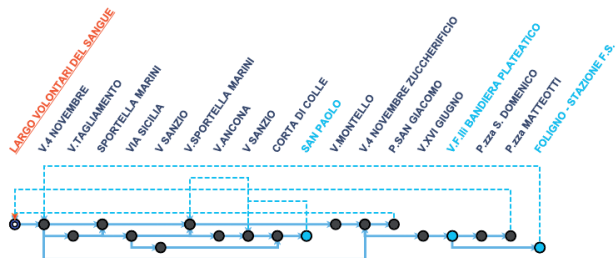 LARGO VOLONTARI DEL SANGUE
V.4 NOVEMBRE
V.TAGLIAMENTO
SPORTELLA MARINI
VIA SICILIA
V SANZIO
V.SPORTELLA MARINI
V.ANCONA
V SANZIO
CORTA DI COLLE
SAN PAOLO
V.MONTELLO
V.4 NOVEMBRE ZUCCHERIFICIO
P.SAN GIACOMO
V.XVI GIUGNO
V.F.lll BANDIERA PLATEATICO
P.zza S. DOMENICO
P.zza MATTEOTTI
FOLIGNO - STAZIONE F.S.